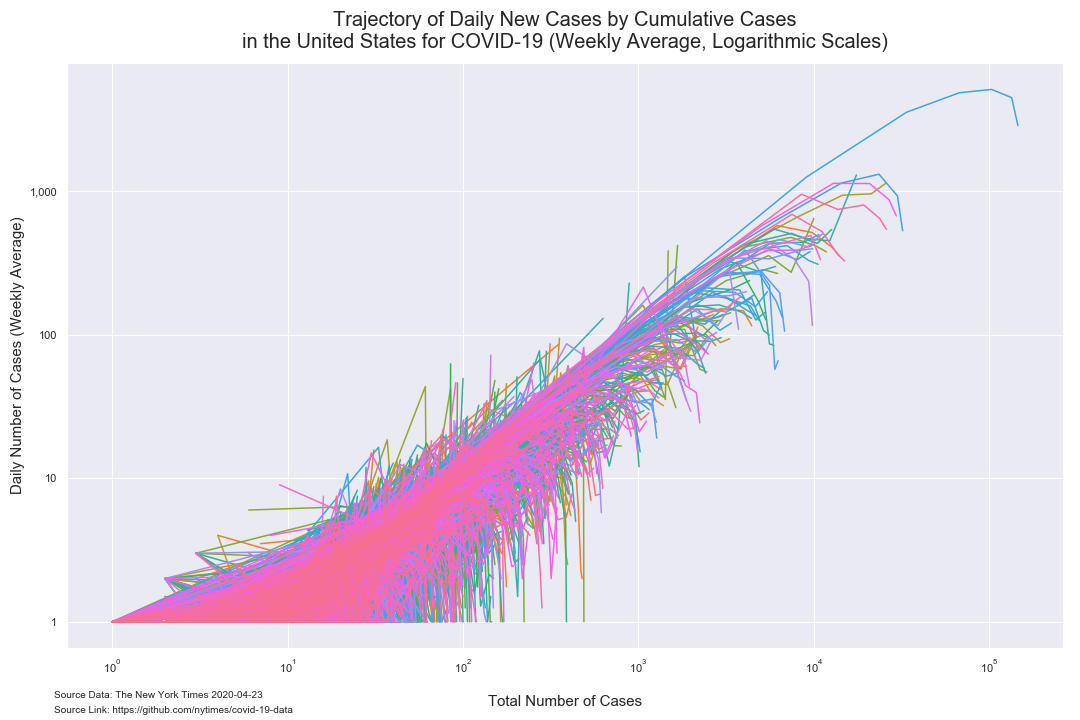 Trajectory of Daily New Cases by Cumulative Cases
in the United States for COVID-19 (Weekly Average, Logarithmic Scales)
Daily Number of Cases (Weekly Average)
1,000
100
10
1
10⁰ 10¹ 10² 10³ 10⁴ 10⁵
Total Number of Cases
Source Data: The New York Times 2020-04-23
Source Link: https://github.com/nytimes/covid-19-data